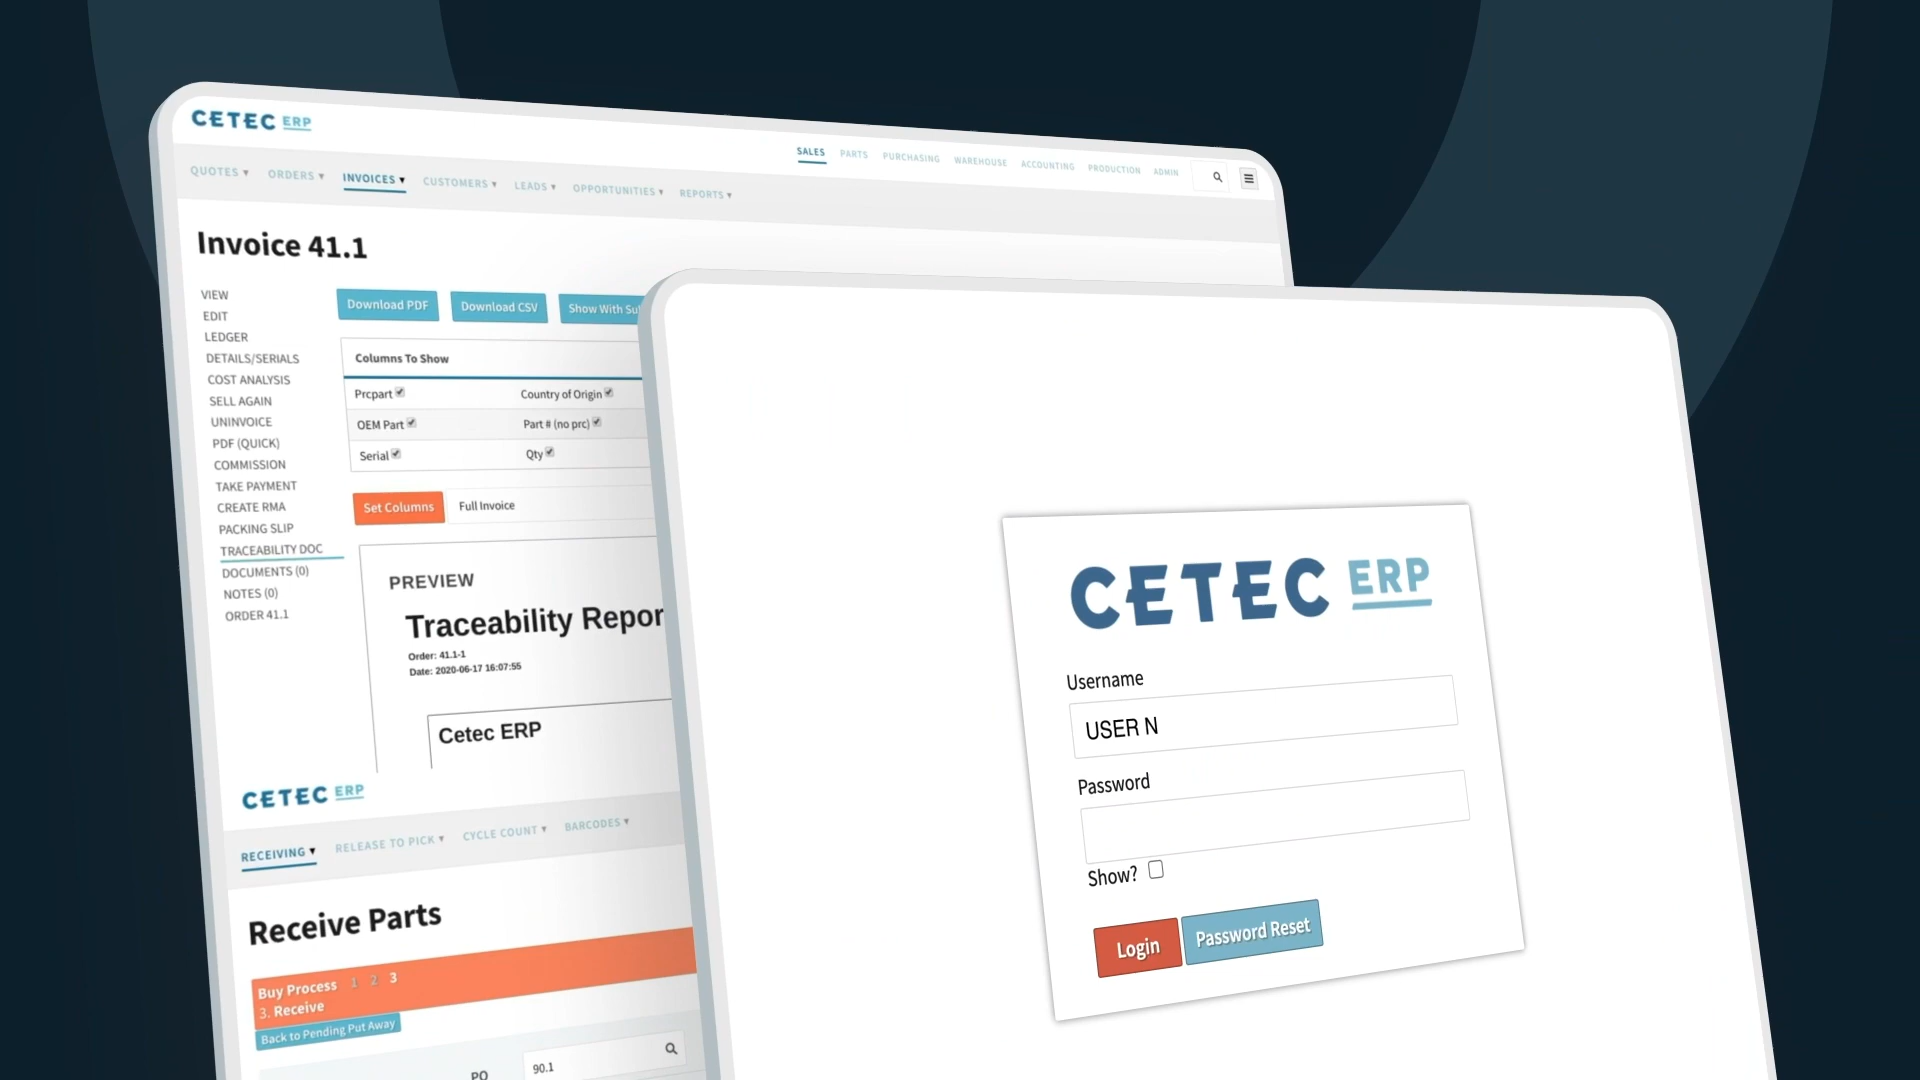 CETEC ERP
SALES PARTS PURCHASING WAREHOUSE ACCOUNTING PRODUCTION ADMIN
QUOTES ORDERS INVOICES CUSTOMERS LEADS OPPORTUNITIES REPORTS
Invoice 41.1
VIEW
EDIT
LEDGER
DETAILS/SERIALS
COST ANALYSIS
SELL AGAIN
UNINVOICE
PDF (QUICK)
COMMISSION
TAKE PAYMENT
CREATE RMA
PACKING SLIP
TRACEABILITY DOC
DOCUMENTS (0)
NOTES (0)
ORDER 41.1
Download PDF Download CSV Show With Su
Columns To Show
Prcpart Country of Origin
OEM Part Part # (no prc)
Serial Qty
Set Columns Full Invoice
PREVIEW
Traceability Repor
Order: 41.1-1
Date: 2020-06-17 16:07:55
Cetec ERP
CETEC ERP
RECEIVING RELEASE TO PICK CYCLE COUNT BARCODES
Receive Parts
Buy Process 1 2 3
3. Receive
Back to Pending Put Away
PO 90.1
CETEC ERP
Username
USER N
Password
Show?
Login Password Reset